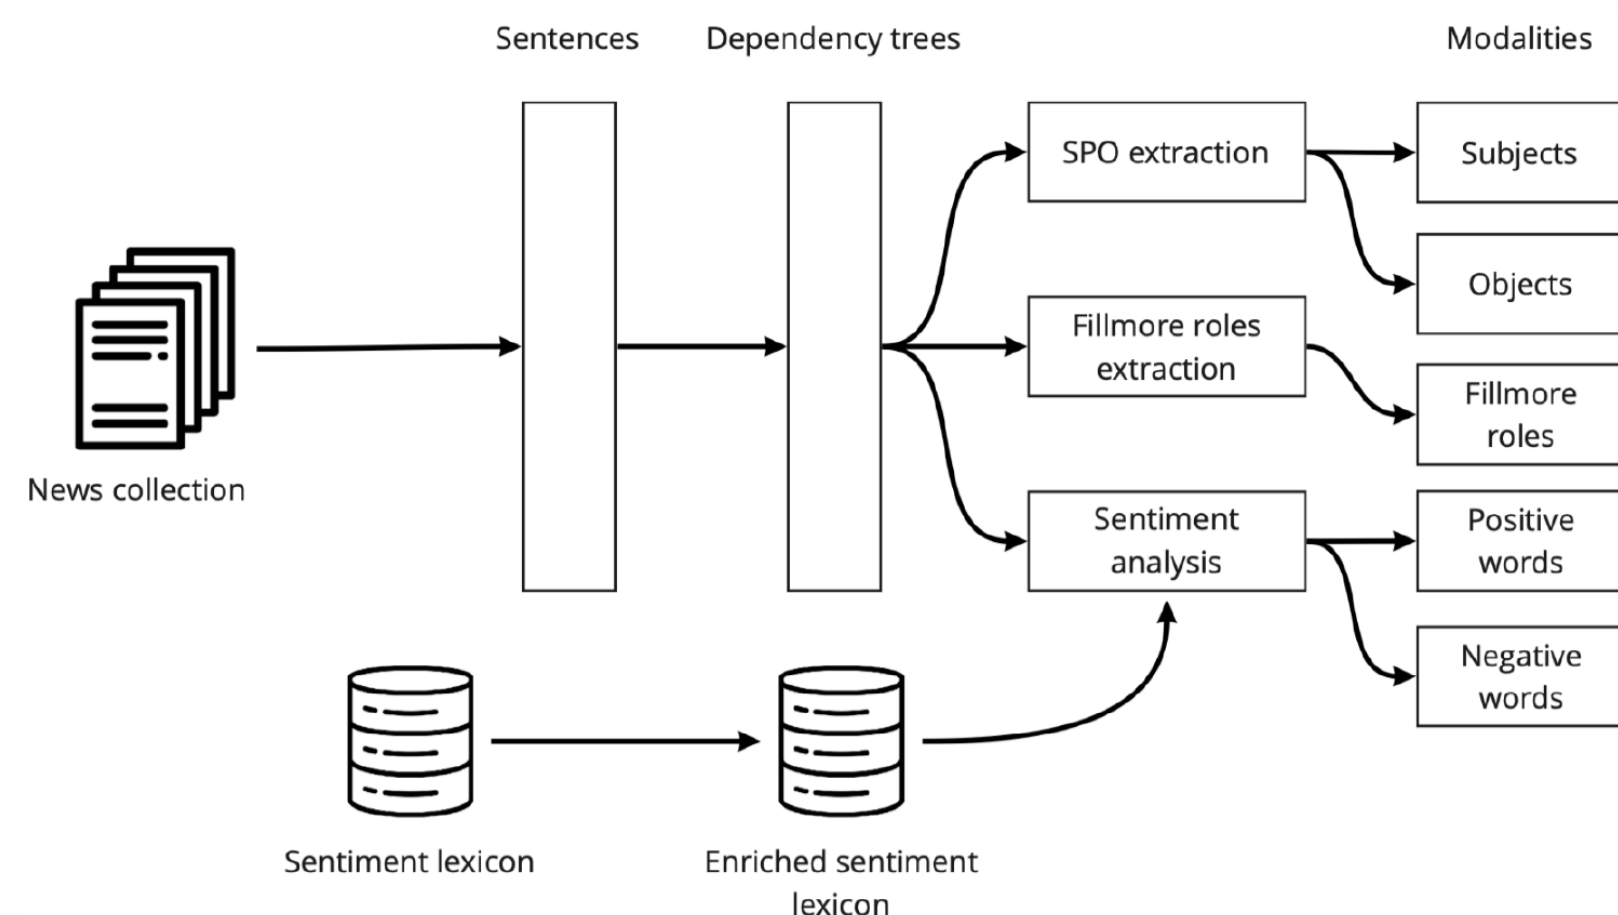 Sentences
Dependency trees
Modalities
SPO extraction
Subjects
Objects
Fillmore roles
extraction
Fillmore
roles
News collection
Sentiment
analysis
Positive
words
Negative
words
Sentiment lexicon
Enriched sentiment
lexicon